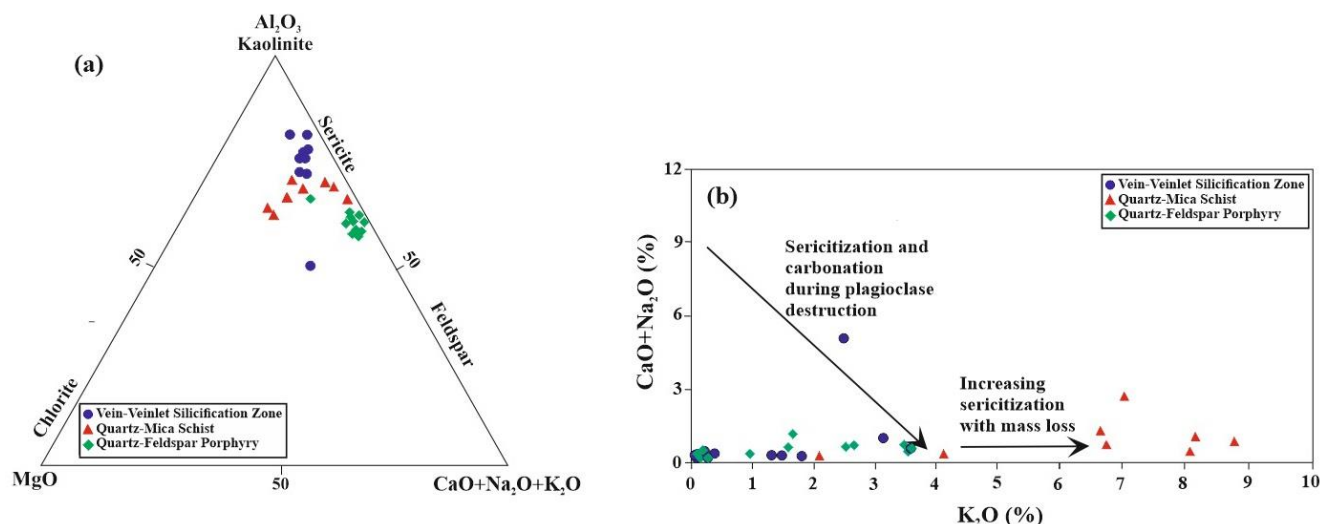 Al₂O₃
Kaolinite
(a)
Sericite
50
50
Feldspar
Chlorite
Vein-Veinlet Silicification Zone
Quartz-Mica Schist
Quartz-Feldspar Porphyry
MgO
50
CaO+Na₂O+K₂O
12
9
6
3
0
CaO+Na₂O (%)
(b)
Vein-Veinlet Silicification Zone
Quartz-Mica Schist
Quartz-Feldspar Porphyry
Sericitization and
carbonation
during plagioclase
destruction
Increasing
sericitization
with mass loss
0 1 2 3 4 5 6 7 8 9 10
K₂O (%)